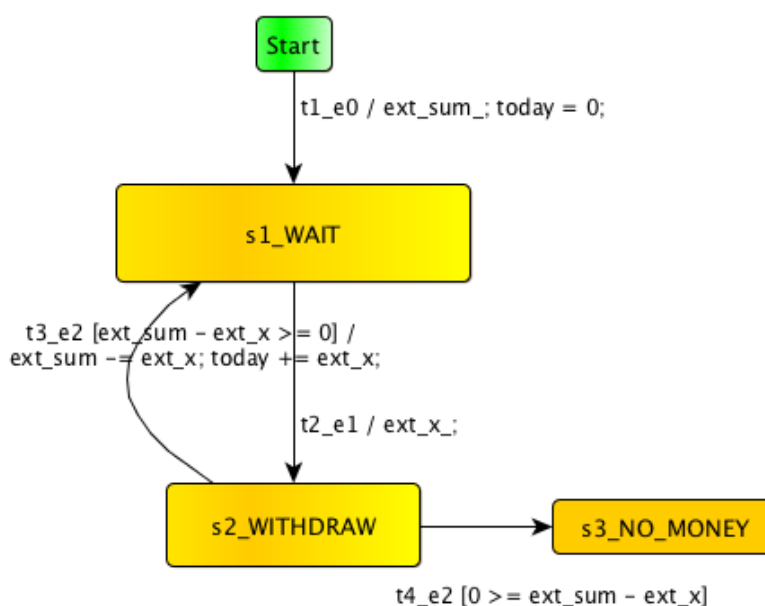 Start
t1_e0 / ext_sum_; today = 0;
s1_WAIT
t3_e2 [ext_sum - ext_x >= 0] /
ext_sum -= ext_x; today += ext_x;
t2_e1 / ext_x_;
s2_WITHDRAW
s3_NO_MONEY
t4_e2 [0 >= ext_sum - ext_x]